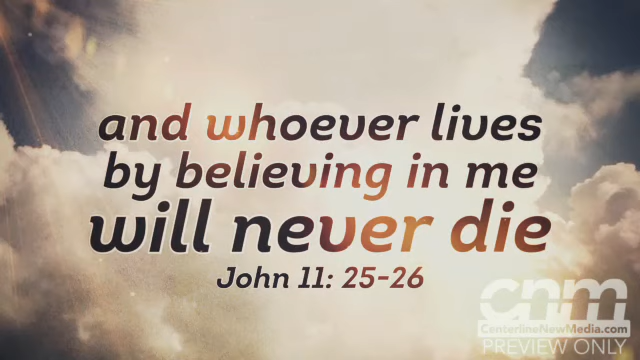 and whoever lives
by believing in me
will never die
John 11: 25-26
cnm
CenterlineNewMedia.com
PREVIEW ONLY